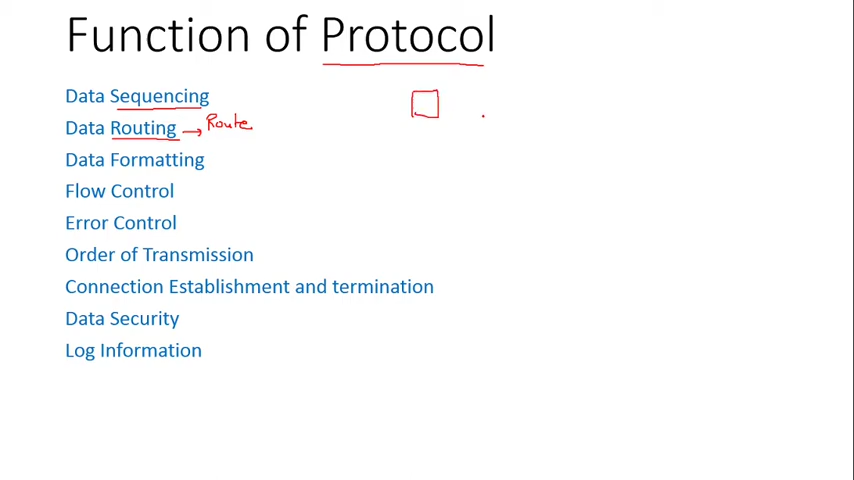 Function of Protocol
Data Sequencing
Data Routing → Route
Data Formatting
Flow Control
Error Control
Order of Transmission
Connection Establishment and termination
Data Security
Log Information